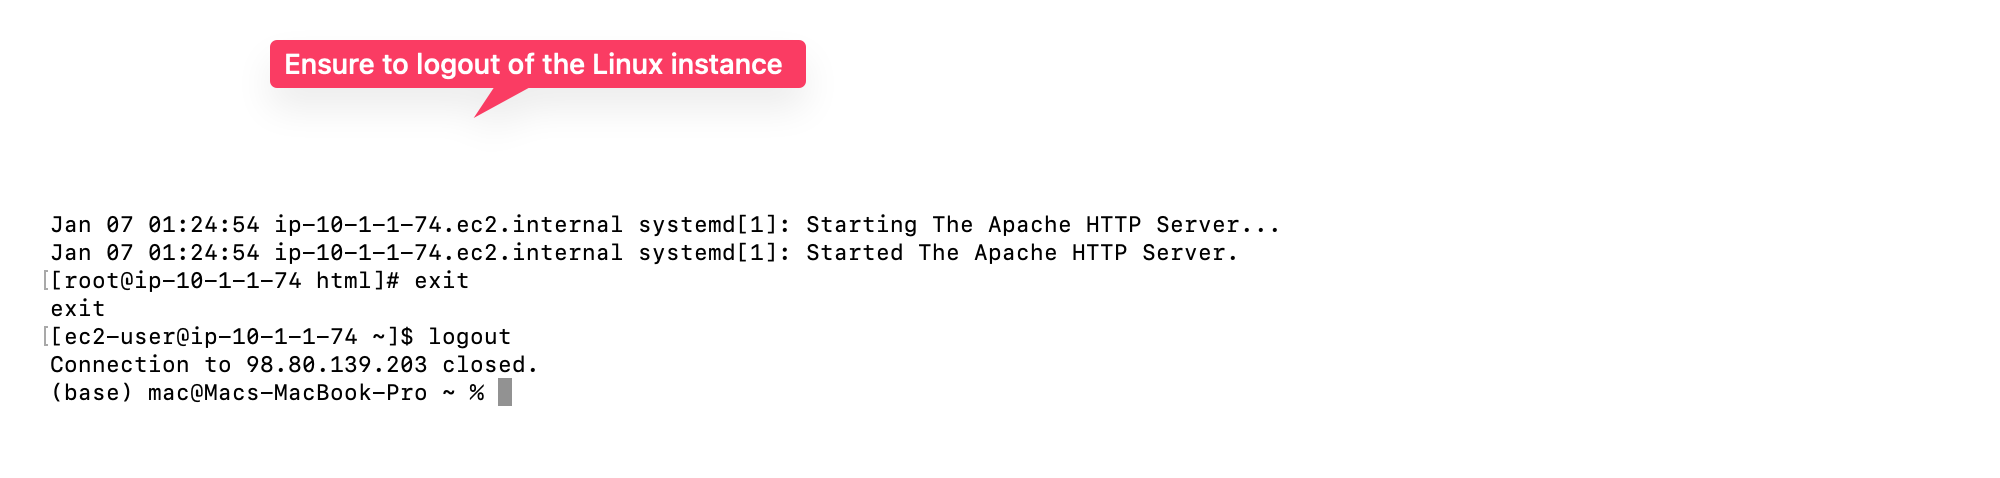 Ensure to logout of the Linux instance
Jan 07 01:24:54 ip-10-1-1-74.ec2.internal systemd[1]: Starting The Apache HTTP Server...
Jan 07 01:24:54 ip-10-1-1-74.ec2.internal systemd[1]: Started The Apache HTTP Server.
[[root@ip-10-1-1-74 html]# exit
exit
[[ec2-user@ip-10-1-1-74 ~]$ logout
Connection to 98.80.139.203 closed.
(base) mac@Macs-MacBook-Pro ~ %